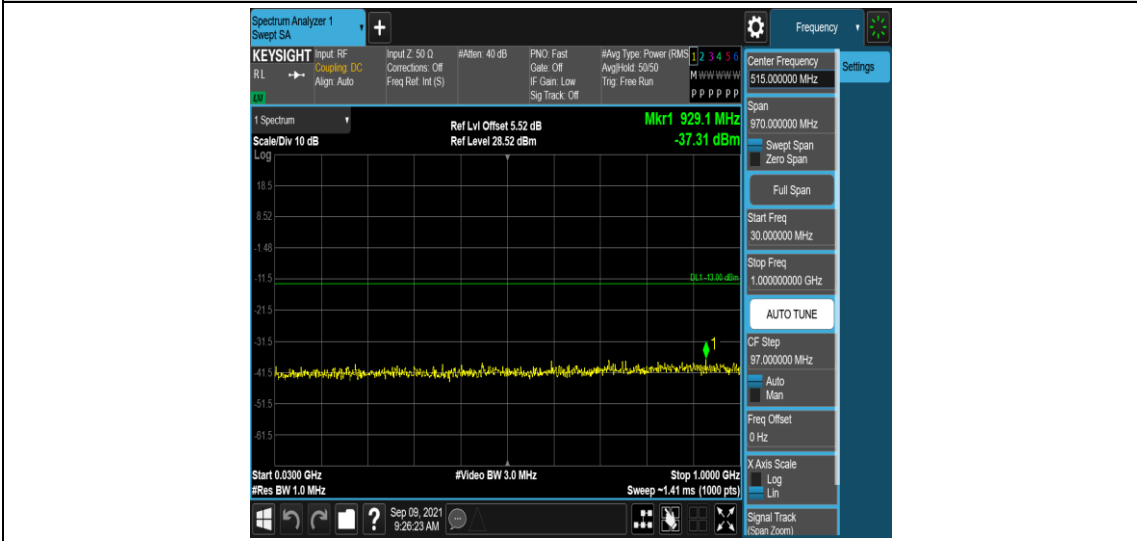 Spectrum Analyzer 1
Swept SA
+
Frequency
KEYSIGHT
RL
LNI
Input: RF
Coupling: DC
Align: Auto
Input Z: 50 Ω
Corrections: Off
Freq Ref: Int (S)
#Atten: 40 dB
PNO: Fast
Gate: Off
IF Gain: Low
Sig Track: Off
#Avg Type: Power (RMS
Avg|Hold: 50/50
Trig: Free Run
1 2 3 4 5 6
M W W W W W
P P P P P P
1 Spectrum
Scale/Div 10 dB
Log
Ref Lvl Offset 5.52 dB
Ref Level 28.52 dBm
Mkr1 929.1 MHz
-37.31 dBm
18.5
8.52
-1.48
-11.5
DL1 -13.00 dBm
-21.5
-31.5
1
-41.5
-51.5
-61.5
Start 0.0300 GHz
#Res BW 1.0 MHz
#Video BW 3.0 MHz
Stop 1.0000 GHz
Sweep ~1.41 ms (1000 pts)
?
Sep 09, 2021
9:26:23 AM
Center Frequency
515.000000 MHz
Settings
Span
970.000000 MHz
Swept Span
Zero Span
Full Span
Start Freq
30.000000 MHz
Stop Freq
1.000000000 GHz
AUTO TUNE
CF Step
97.000000 MHz
Auto
Man
Freq Offset
0 Hz
X Axis Scale
Log
Lin
Signal Track
(Span Zoom)